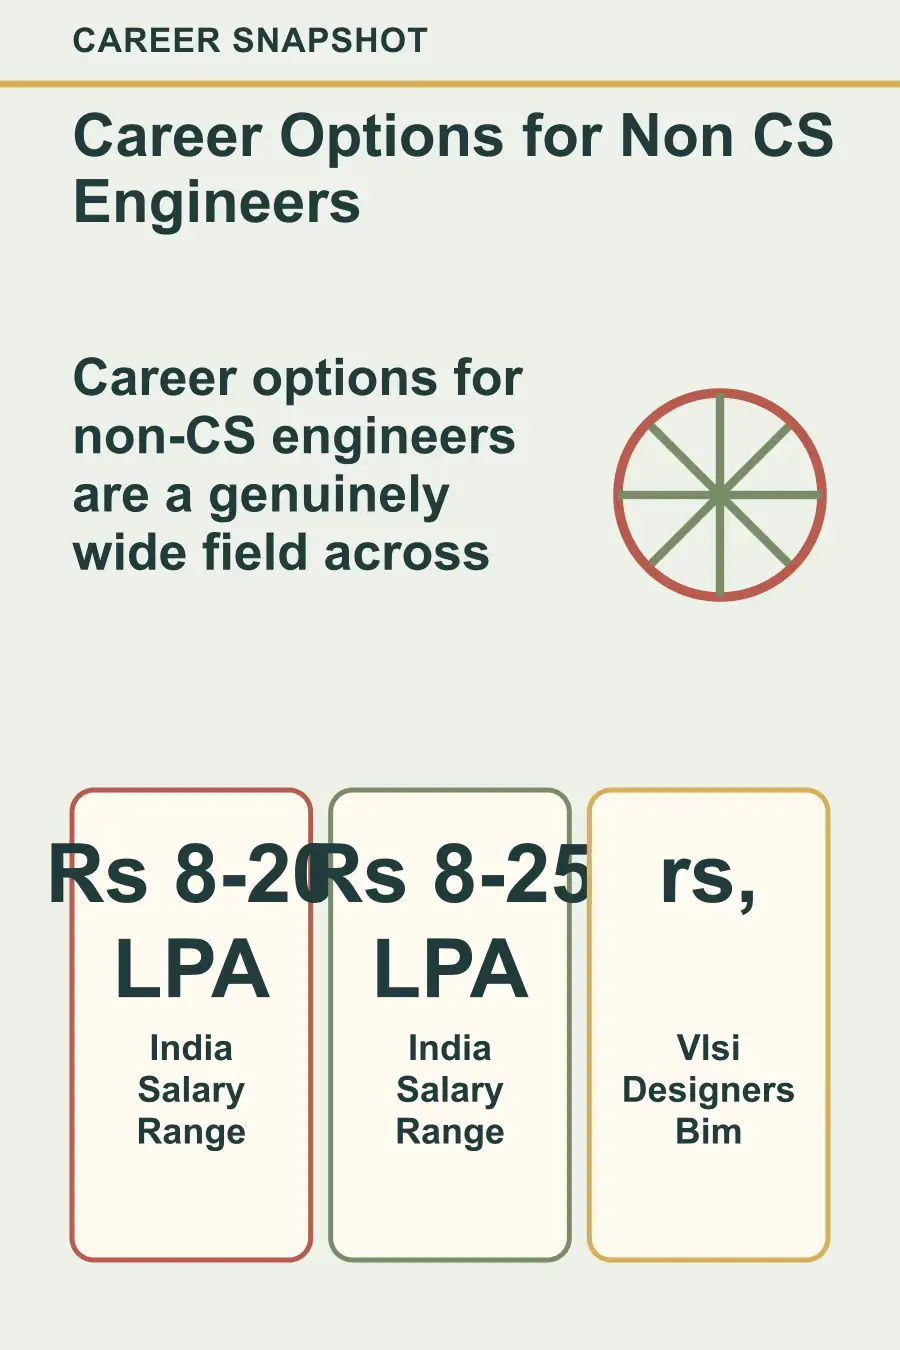 CAREER SNAPSHOT
Career Options for Non CS
Engineers
Career options for
non-CS engineers
are a genuinely
wide field across
Rs 8-20
LPA
India
Salary
Range
Rs 8-25
LPA
India
Salary
Range
rs,
Vlsi
Designers
Bim